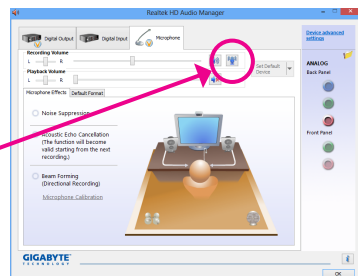 Realtek HD Audio Manager
Digital Output
Digital Input
Microphone
Device advanced
settings
Recording Volume
L
R
Set Default
Device
Playback Volume
L
R
ANALOG
Back Panel
Microphone Effects
Default Format
Noise Suppression
Acoustic Echo Cancellation
(The function will become
valid starting from the next
recording.)
Front Panel
Beam Forming
(Directional Recording)
Microphone Calibration
GIGABYTE
TECHNOLOGY
OK